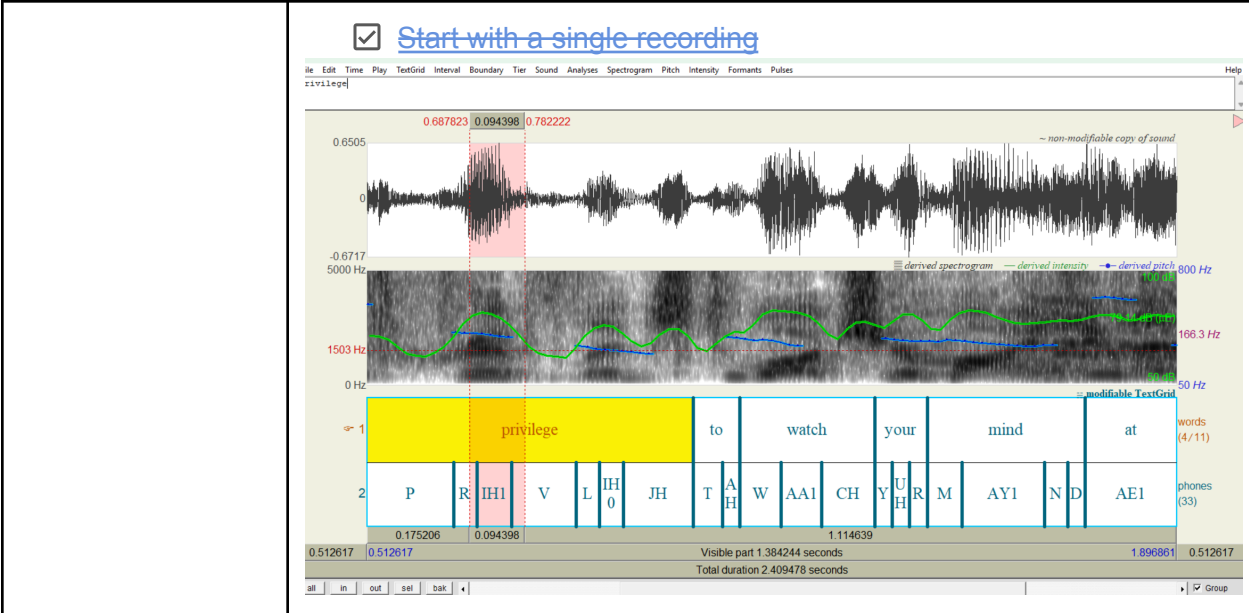 Start with a single recording
ile Edit Time Play TextGrid Interval Boundary Tier Sound Analyses Spectrogram Pitch Intensity Formants Pulses Help
rivilege
0.687823 0.094398 0.782222
~ non-modifiable copy of sound
0.6505
0
-0.6717
derived spectrogram derived intensity derived pitch
5000 Hz 100 dB 800 Hz
166.3 Hz
1503 Hz
0 Hz 50 dB 50 Hz
modifiable TextGrid
1 privilege to watch your mind at words
(4/11)
2 P R IH1 V L IH0 JH T AH W AA1 CH Y UH R M AY1 N D AE1 phones
(33)
0.175206 0.094398 1.114639
0.512617 0.512617 Visible part 1.384244 seconds 1.896861 0.512617
Total duration 2.409478 seconds
all in out sel bak Group